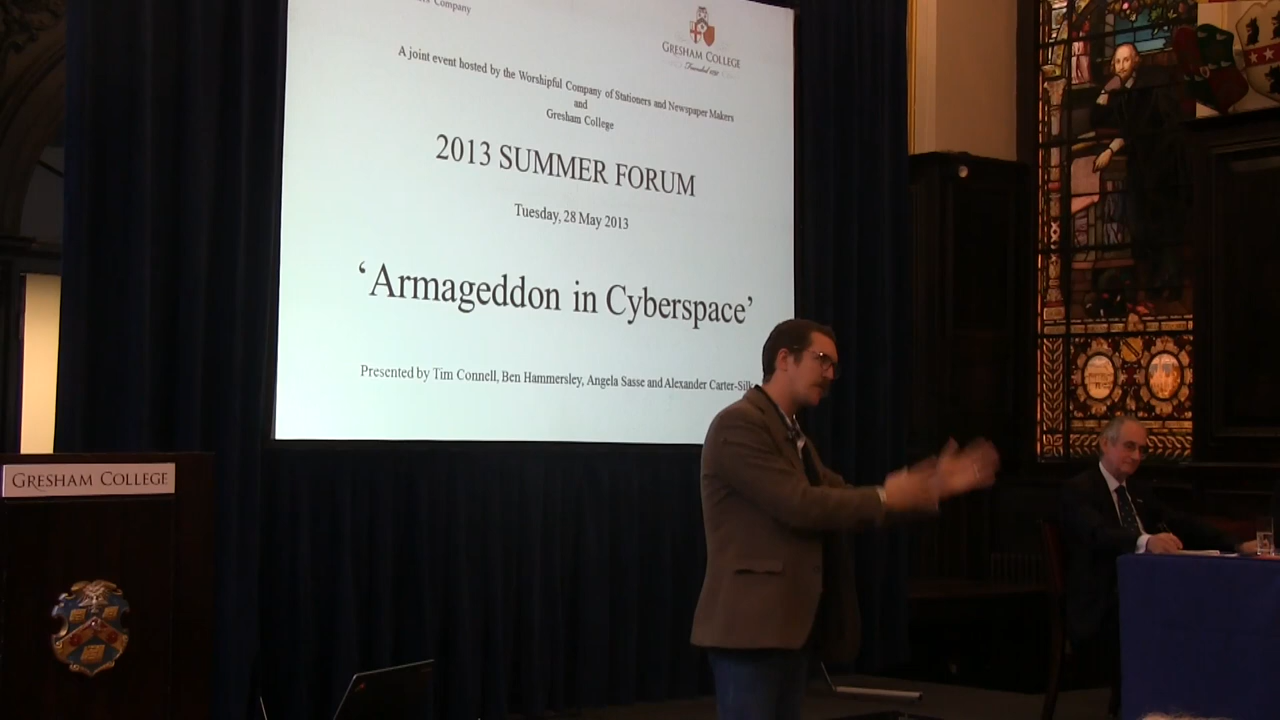 Company
GRESHAM COLLEGE
A joint event hosted by the Worshipful Company of Stationers and Newspaper Makers
and
Gresham College
2013 SUMMER FORUM
Tuesday, 28 May 2013
‘Armageddon in Cyberspace’
Presented by Tim Connell, Ben Hammersley, Angela Sasse and Alexander Carter-Silk
GRESHAM COLLEGE